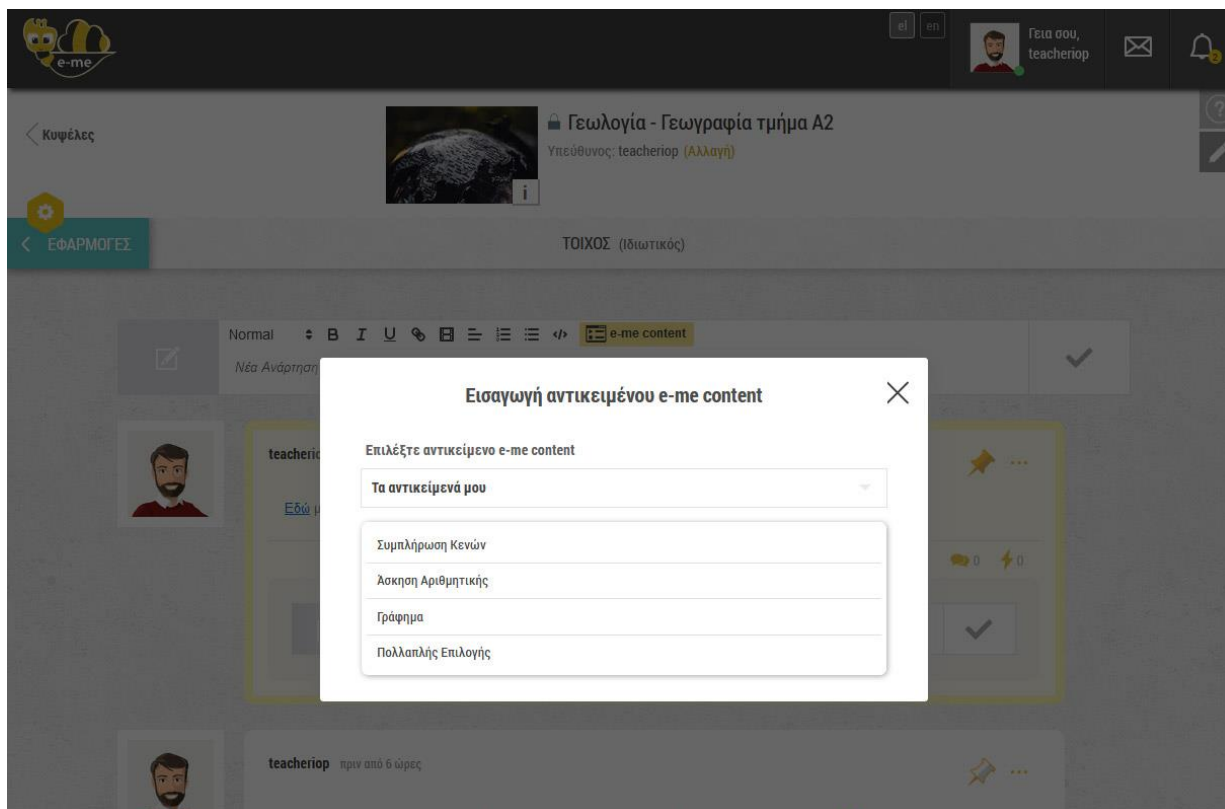 e-me
el en
Γεια σου,
teacheriop
2
Κυψέλες
Γεωλογία - Γεωγραφία τμήμα Α2
Υπεύθυνος: teacheriop (Αλλαγή)
i
ΕΦΑΡΜΟΓΕΣ
ΤΟΙΧΟΣ (Ιδιωτικός)
Normal B I U </> e-me content
Νέα Ανάρτηση
Εισαγωγή αντικειμένου e-me content
Επιλέξτε αντικείμενο e-me content
Τα αντικείμενά μου
Συμπλήρωση Κενών
Άσκηση Αριθμητικής
Γράφημα
Πολλαπλής Επιλογής
Εδώ
0 0
teacheriop πριν από 6 ώρες